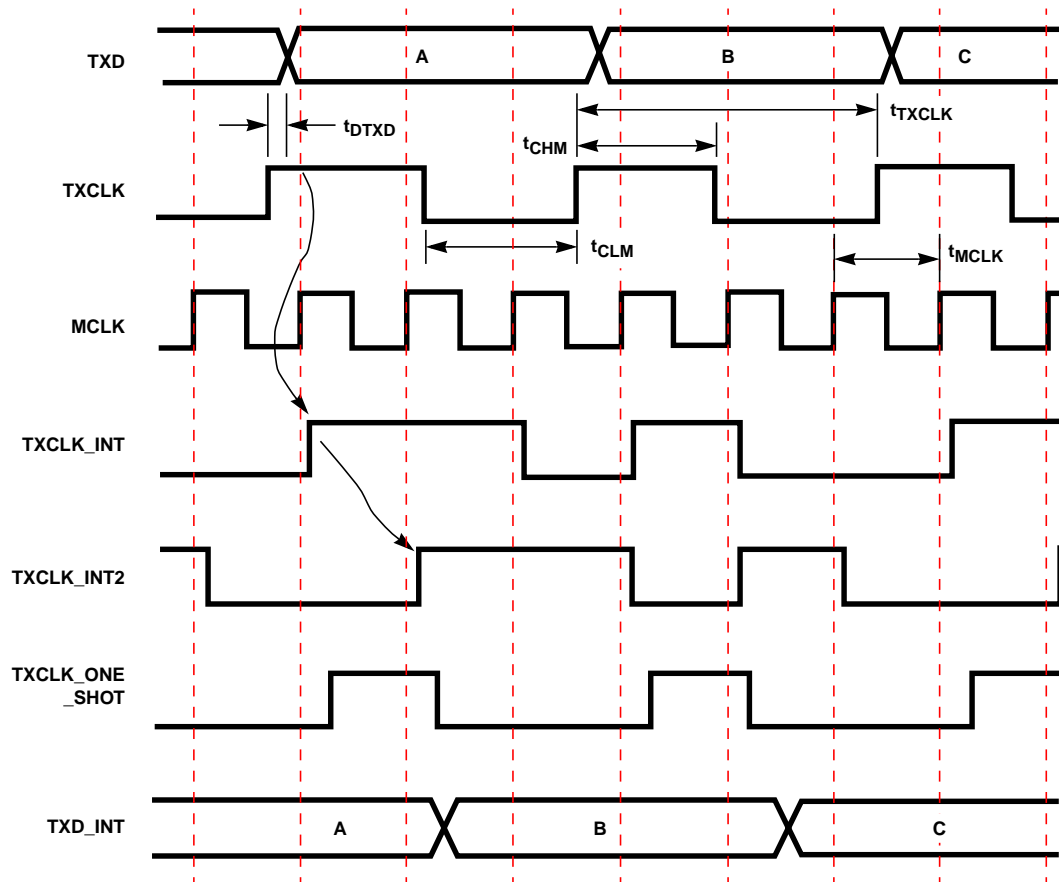 TXD
A
B
C
tDTXD
tTXCLK
tCHM
TXCLK
tCLM
tMCLK
MCLK
TXCLK_INT
TXCLK_INT2
TXCLK_ONE
_SHOT
TXD_INT
A
B
C